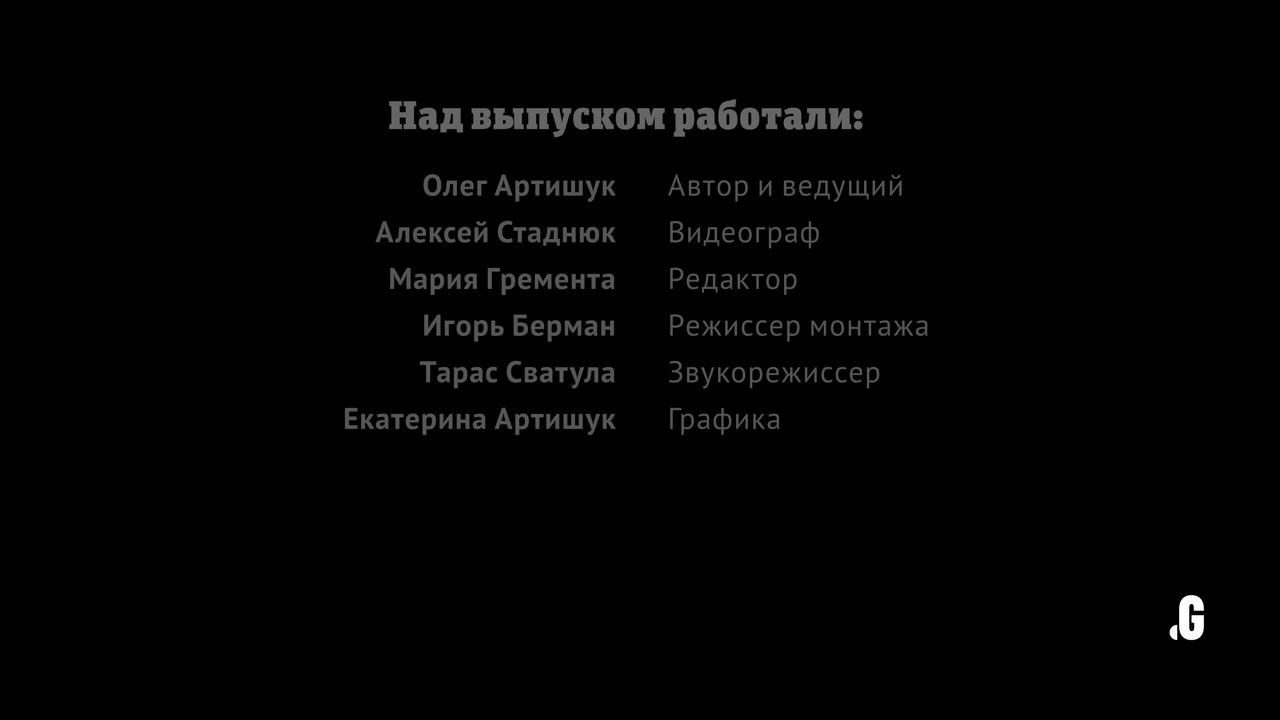 Над выпуском работали:
Олег Артишук Автор и ведущий
Алексей Стаднюк Видеограф
Мария Гремента Редактор
Игорь Берман Режиссер монтажа
Тарас Сватула Звукорежиссер
Екатерина Артишук Графика
.G